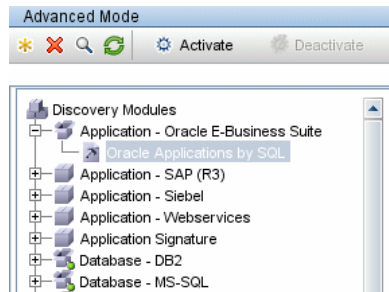 Advanced Mode
Activate Deactivate
Discovery Modules
Application - Oracle E-Business Suite
Oracle Applications by SQL
Application - SAP (R3)
Application - Siebel
Application - Webservices
Application Signature
Database - DB2
Database - MS-SQL